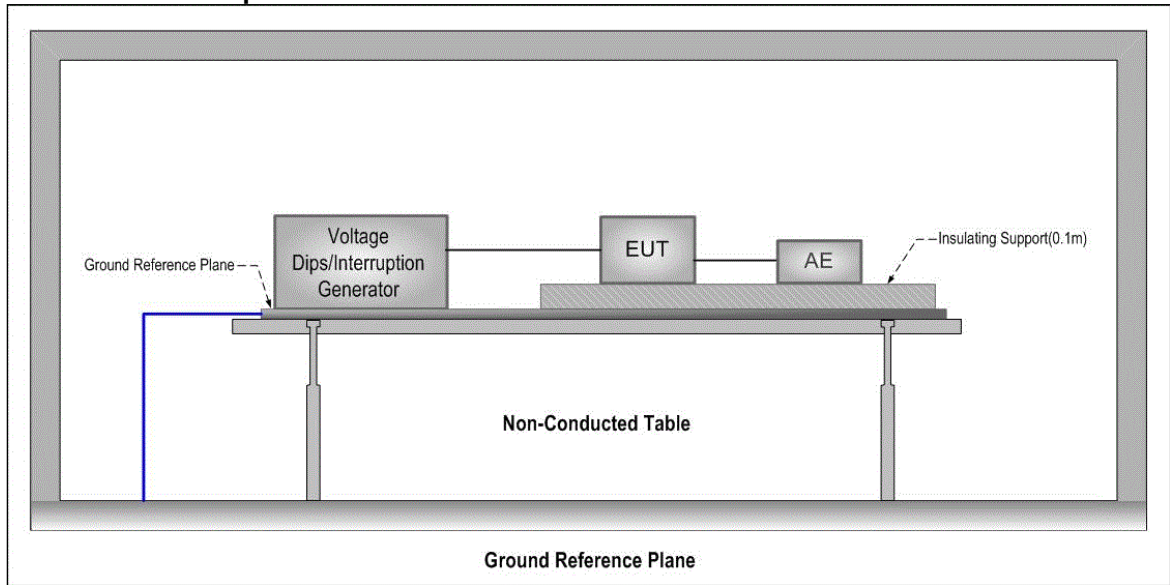 Voltage
Dips/Interruption
Generator
EUT
AE
Insulating Support(0.1m)
Ground Reference Plane
Non-Conducted Table
Ground Reference Plane